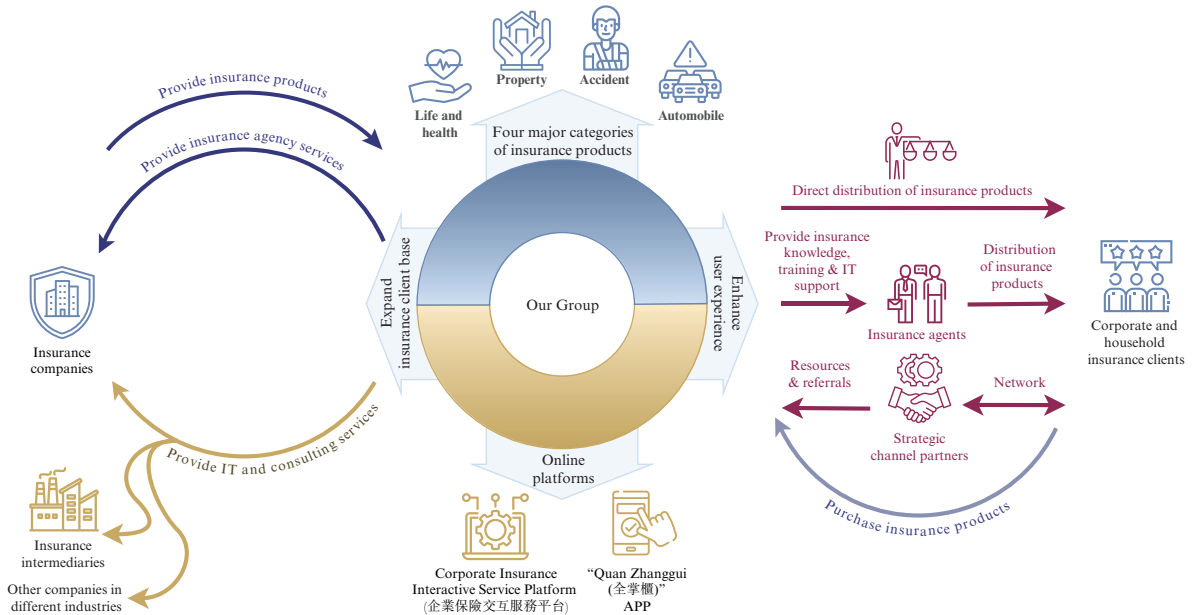 Provide insurance products
Provide insurance agency services
Insurance
companies
Provide IT and consulting services
Insurance
intermediaries
Other companies in
different industries
Life and
health
Property
Accident
Automobile
Four major categories
of insurance products
Expand
insurance client base
Our Group
Enhance
user experience
Online
platforms
Corporate Insurance
Interactive Service Platform
(企業保險交互服務平台)
“Quan Zhanggui
(全掌櫃)”
APP
Direct distribution of insurance products
Provide insurance
knowledge,
training & IT
support
Insurance agents
Distribution
of insurance
products
Corporate and
household
insurance clients
Resources
& referrals
Network
Strategic
channel partners
Purchase insurance products